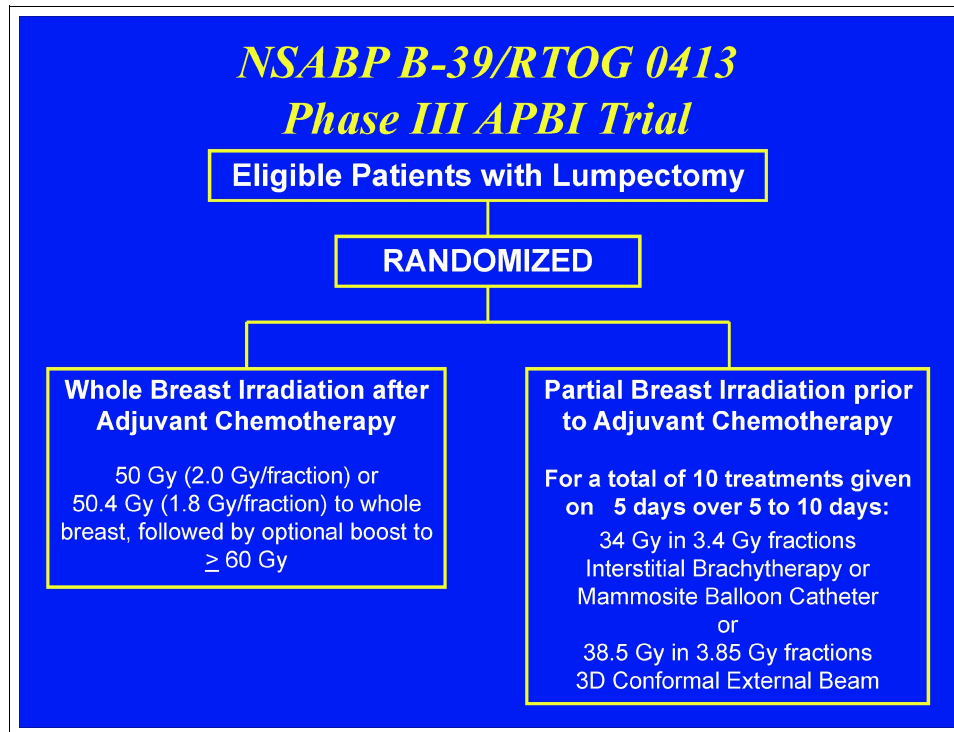 NSABP B-39/RTOG 0413
Phase III APBI Trial
Eligible Patients with Lumpectomy
RANDOMIZED
Whole Breast Irradiation after
Adjuvant Chemotherapy
50 Gy (2.0 Gy/fraction) or
50.4 Gy (1.8 Gy/fraction) to whole
breast, followed by optional boost to
≥ 60 Gy
Partial Breast Irradiation prior
to Adjuvant Chemotherapy
For a total of 10 treatments given
on 5 days over 5 to 10 days:
34 Gy in 3.4 Gy fractions
Interstitial Brachytherapy or
Mammosite Balloon Catheter
or
38.5 Gy in 3.85 Gy fractions
3D Conformal External Beam